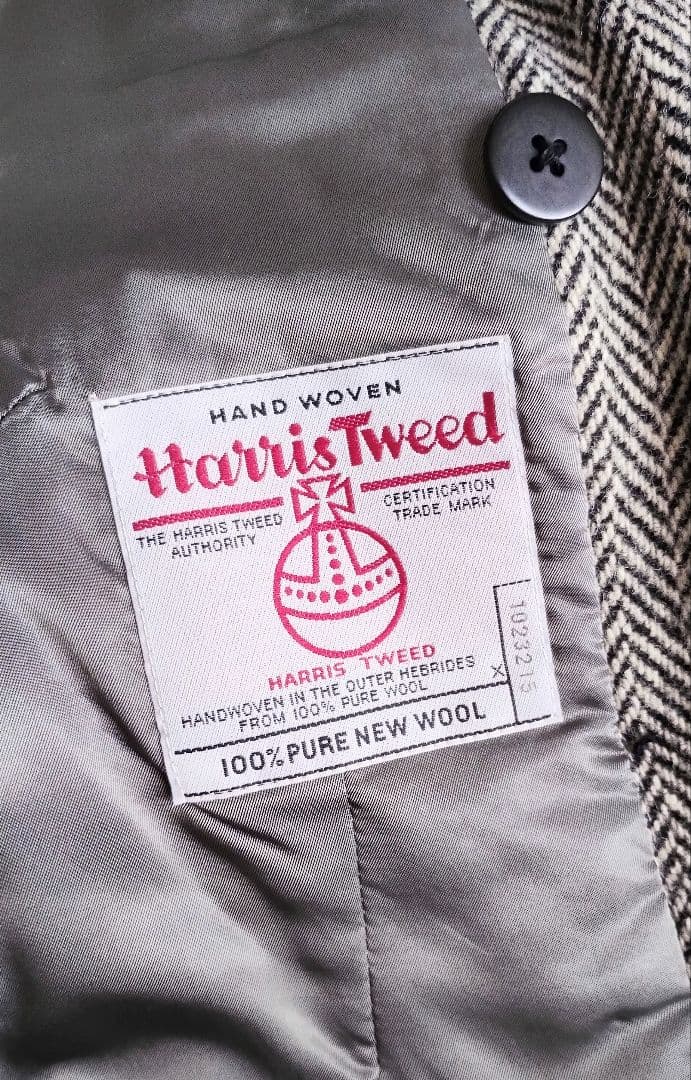 HAND WOVEN
Harris Tweed
THE HARRIS TWEED
AUTHORITY
CERTIFICATION
TRADE MARK
HARRIS TWEED
HANDWOVEN IN THE OUTER HEBRIDES
FROM 100% PURE WOOL
X
1023215
100% PURE NEW WOOL